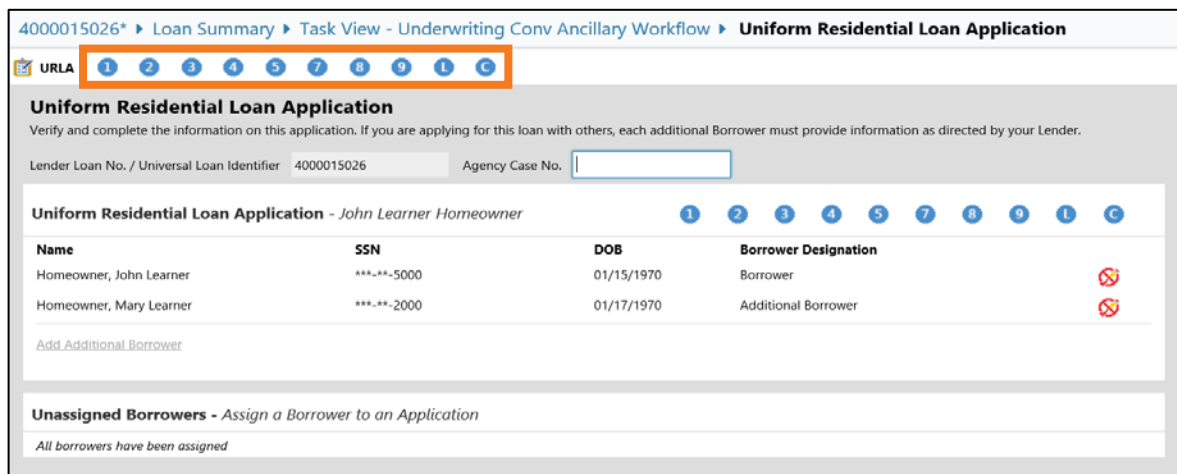 4000015026* ▸ Loan Summary ▸ Task View - Underwriting Conv Ancillary Workflow ▸ Uniform Residential Loan Application
URLA 1 2 3 4 5 7 8 9 L C
Uniform Residential Loan Application
Verify and complete the information on this application. If you are applying for this loan with others, each additional Borrower must provide information as directed by your Lender.
Lender Loan No. / Universal Loan Identifier 4000015026 Agency Case No.
Uniform Residential Loan Application - John Learner Homeowner 1 2 3 4 5 7 8 9 L C
Name SSN DOB Borrower Designation
Homeowner, John Learner ***-**-5000 01/15/1970 Borrower
Homeowner, Mary Learner ***-**-2000 01/17/1970 Additional Borrower
Add Additional Borrower
Unassigned Borrowers - Assign a Borrower to an Application
All borrowers have been assigned